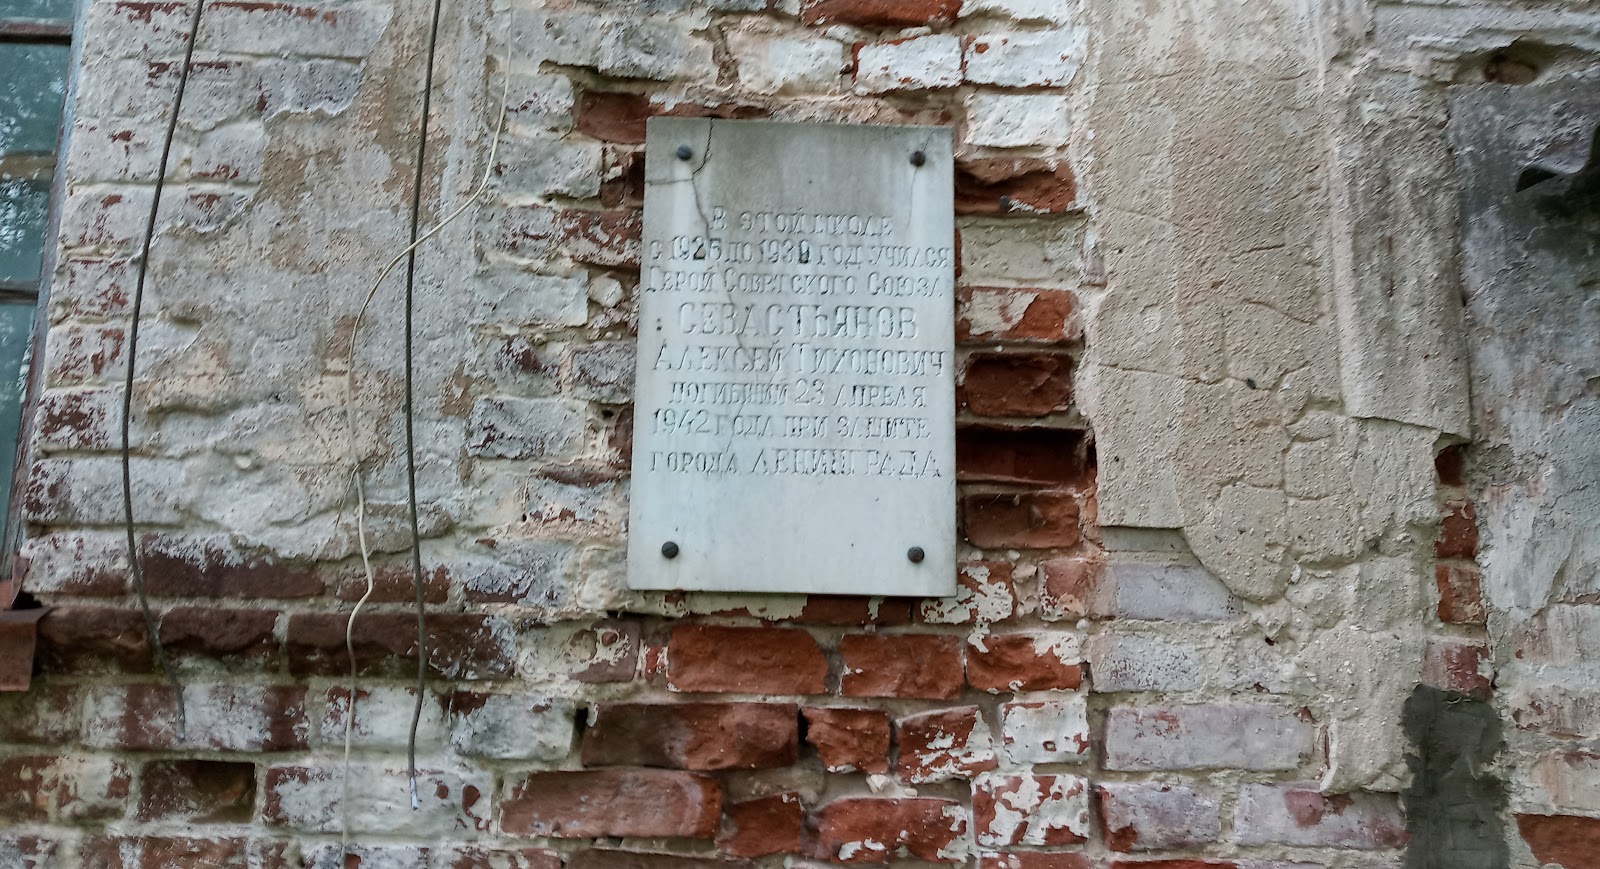 В ЭТОЙ ШКОЛЕ
С 1925 ПО 1930 ГОД УЧИЛСЯ
ГЕРОЙ СОВЕТСКОГО СОЮЗА
СЕВАСТЬЯНОВ
АЛЕКСЕЙ ТИХОНОВИЧ
ПОГИБШИЙ 23 АПРЕЛЯ
1942 ГОДА ПРИ ЗАЩИТЕ
ГОРОДА ЛЕНИНГРАДА